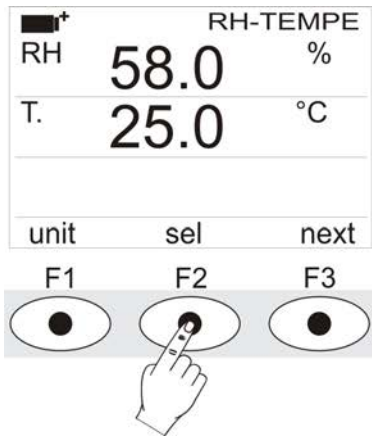 RH-TEMPE
RH 58.0 %
T. 25.0 °C
unit sel next
F1 F2 F3